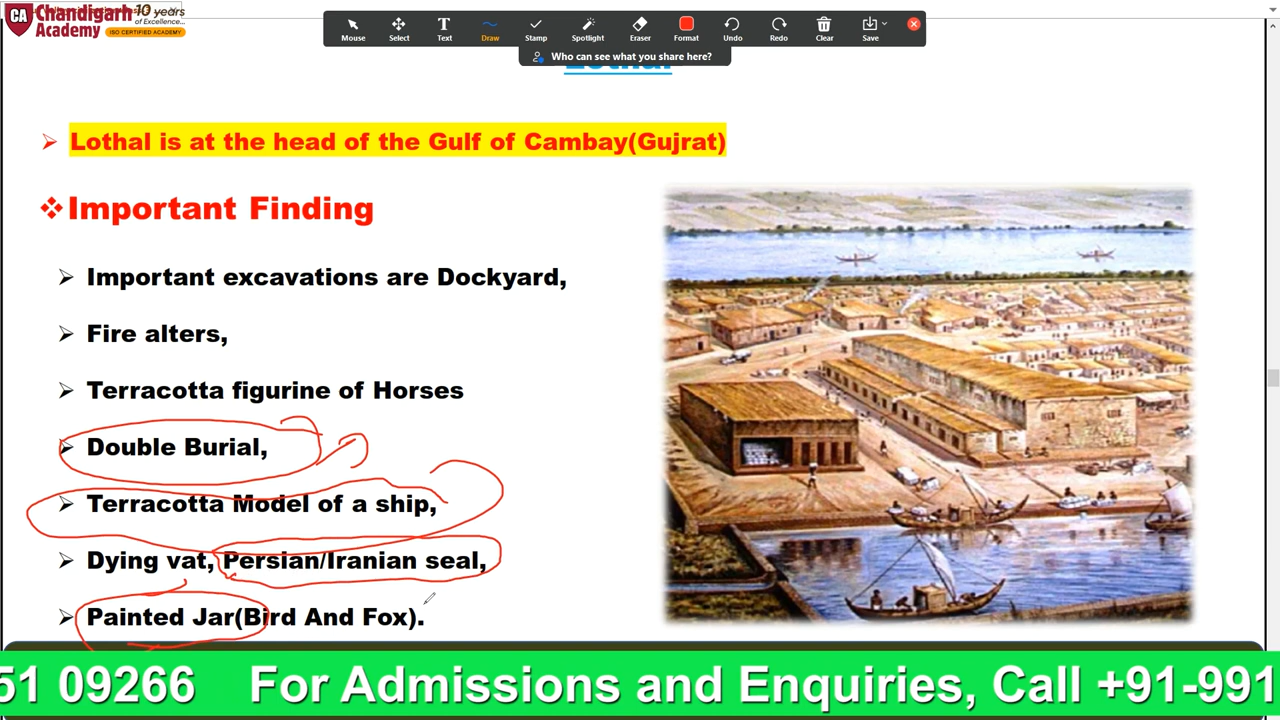 CA Chandigarh Academy
10 years of Excellence...
ISO CERTIFIED ACADEMY
Mouse Select Text Draw Stamp Spotlight Eraser Format Undo Redo Clear Save
Who can see what you share here?
Lothal
Lothal is at the head of the Gulf of Cambay(Gujrat)
Important Finding
Important excavations are Dockyard,
Fire alters,
Terracotta figurine of Horses
Double Burial,
Terracotta Model of a ship,
Dying vat, Persian/Iranian seal,
Painted Jar(Bird And Fox).
51 09266 For Admissions and Enquiries, Call +91-991